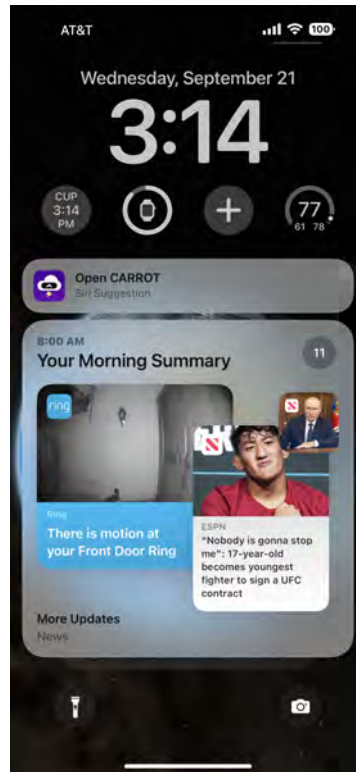 AT&T
100
Wednesday, September 21
3:14
CUP
3:14
PM
77
61 78
Open CARROT
Siri Suggestion
8:00 AM
Your Morning Summary
11
ring
Ring
There is motion at
your Front Door Ring
ESPN
"Nobody is gonna stop
me": 17-year-old
becomes youngest
fighter to sign a UFC
contract
More Updates
News